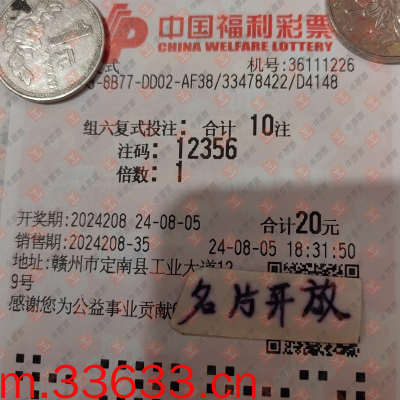 中国福利彩票
CHINA WELFARE LOTTERY
式 机号:36111226
-8B77-DD02-AF38/33478422/D4148
组六复式投注: 合计 10注
注码: 12356
倍数: 1
开奖期:2024208 24-08-05 合计20元
销售期:2024208-35 24-08-05 18:31:50
地址:赣州市定南县工业大道
9号
感谢您为公益事业贡献
名片开放
m.33633.cn